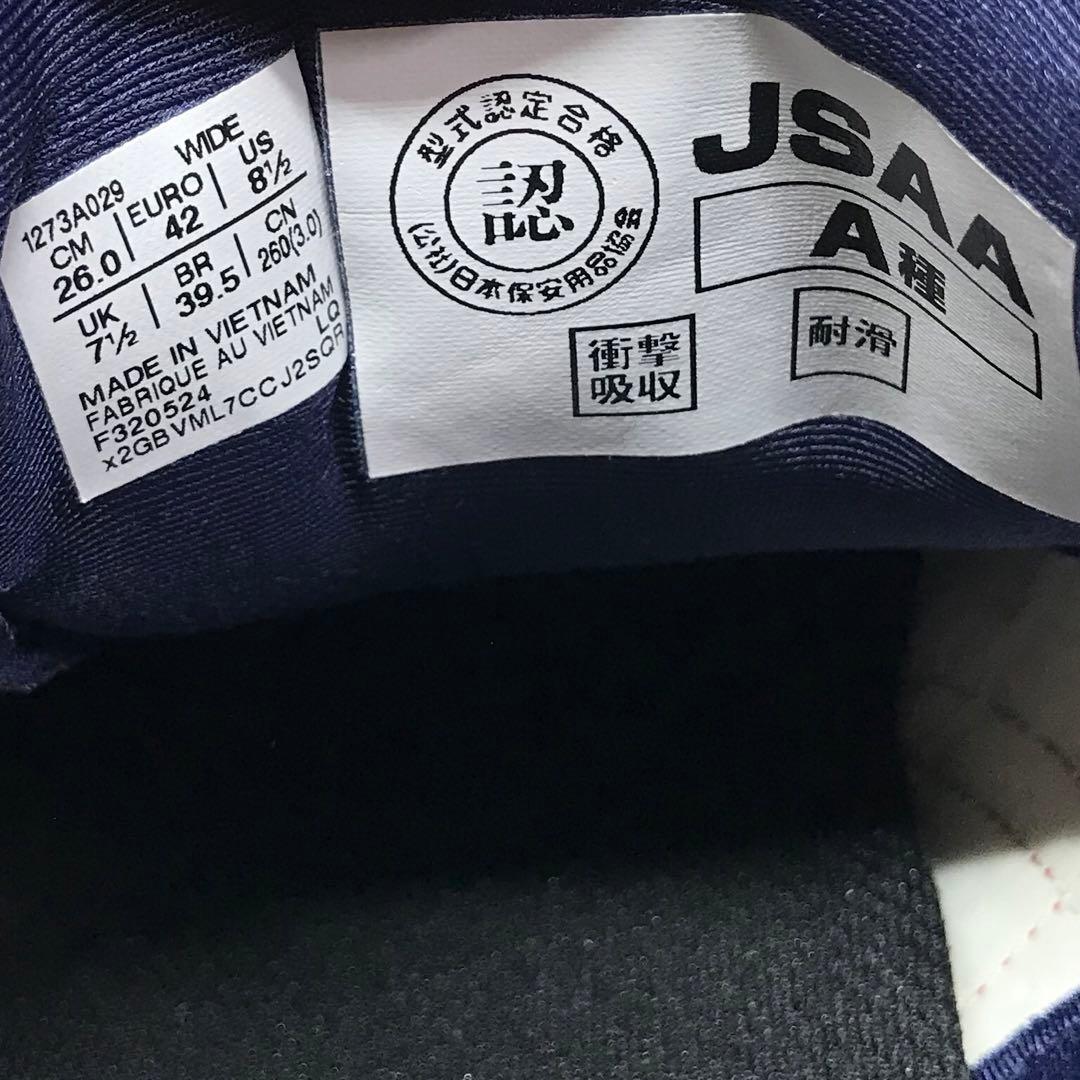 1273A029
WIDE
CM EURO US
26.0 42 8½
UK BR CN
7½ 39.5 260(3.0)
MADE IN VIETNAM
FABRIQUE AU VIETNAM
F320524 LQ
x2GBVML7CCJ2SQR
型式認定合格
認
(公社)日本保安用品協会
JSAA
A種
衝撃
吸収
耐滑